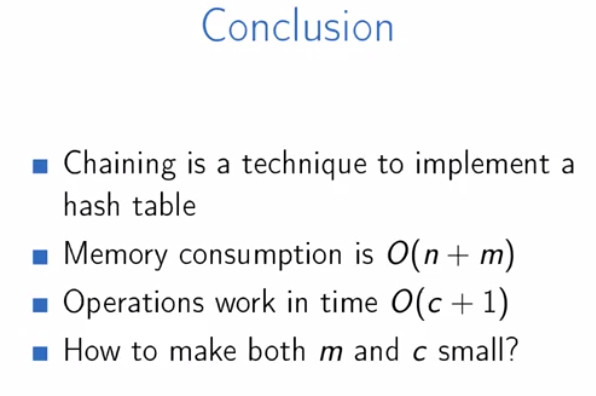 Conclusion
Chaining is a technique to implement a
hash table
Memory consumption is O(n + m)
Operations work in time O(c + 1)
How to make both m and c small?